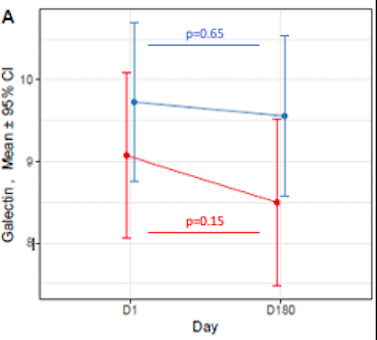 A
p=0.65
Galectin, Mean ± 95% CI
10
9
8
p=0.15
D1
D180
Day